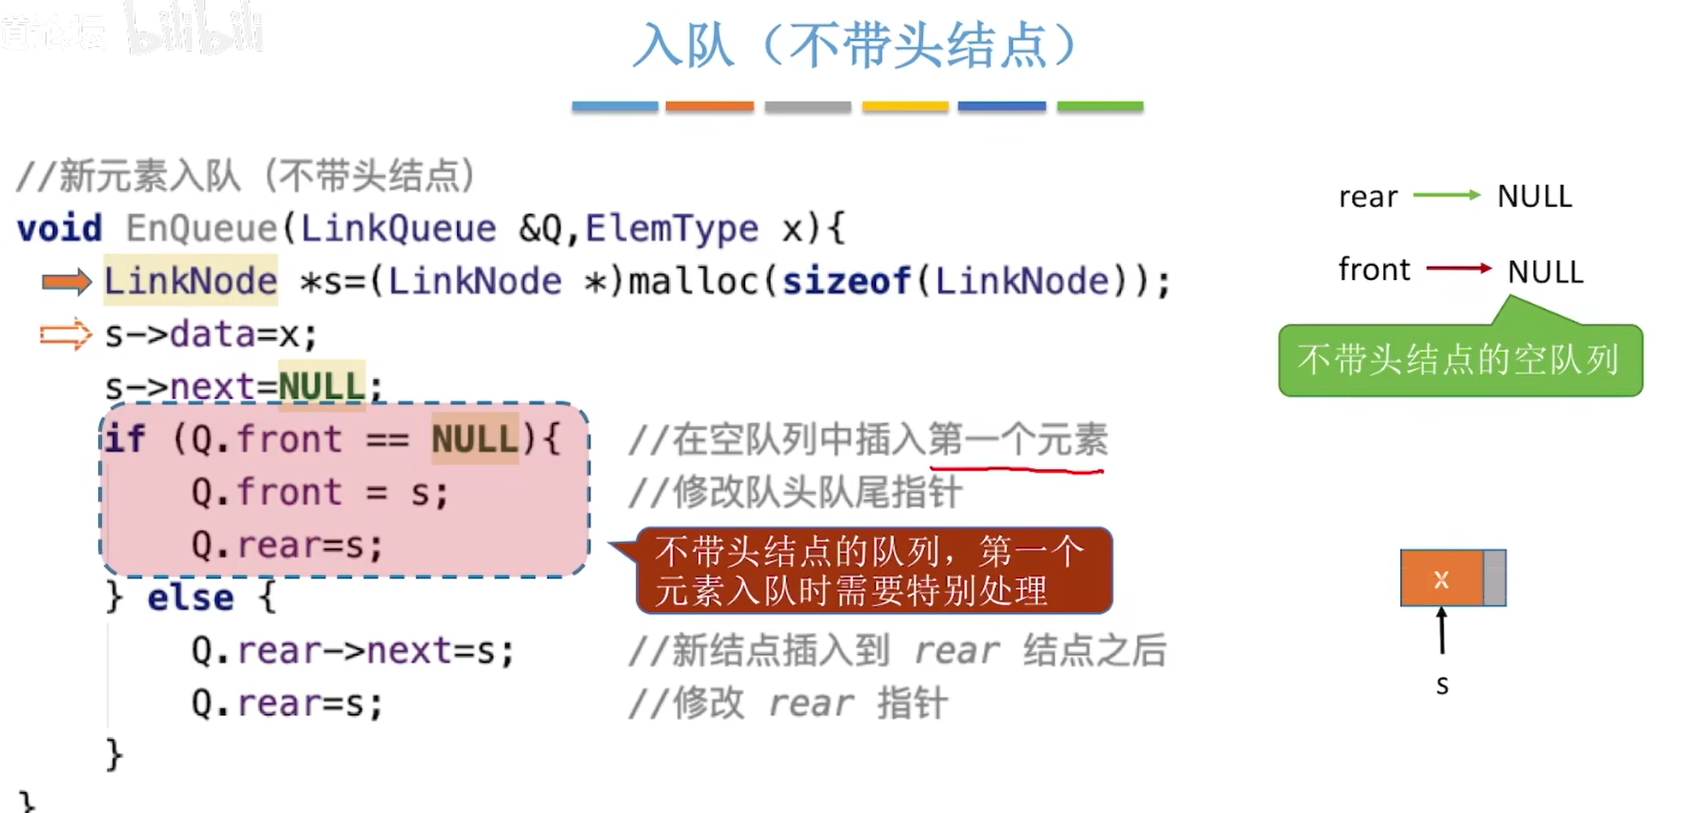 bilibili
入队（不带头结点）
//新元素入队（不带头结点）
void EnQueue(LinkQueue &Q,ElemType x){
LinkNode *s=(LinkNode *)malloc(sizeof(LinkNode));
s->data=x;
s->next=NULL;
if (Q.front == NULL){ //在空队列中插入第一个元素
Q.front = s; //修改队头队尾指针
Q.rear=s;
} else {
Q.rear->next=s; //新结点插入到 rear 结点之后
Q.rear=s; //修改 rear 指针
}
}
不带头结点的队列，第一个
元素入队时需要特别处理
rear NULL
front NULL
不带头结点的空队列
x
s